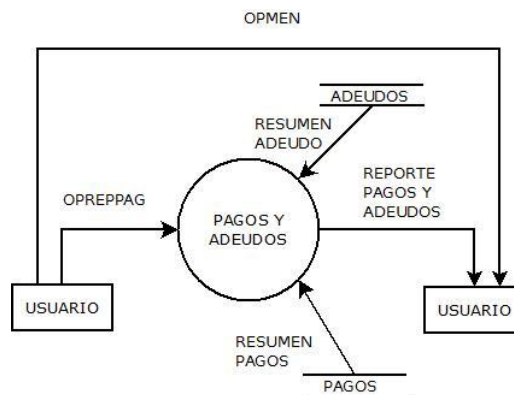 OPMEN
ADEUDOS
RESUMEN
ADEUDO
REPORTE
PAGOS Y
ADEUDOS
OPREPPAG
PAGOS Y
ADEUDOS
USUARIO
USUARIO
RESUMEN
PAGOS
PAGOS